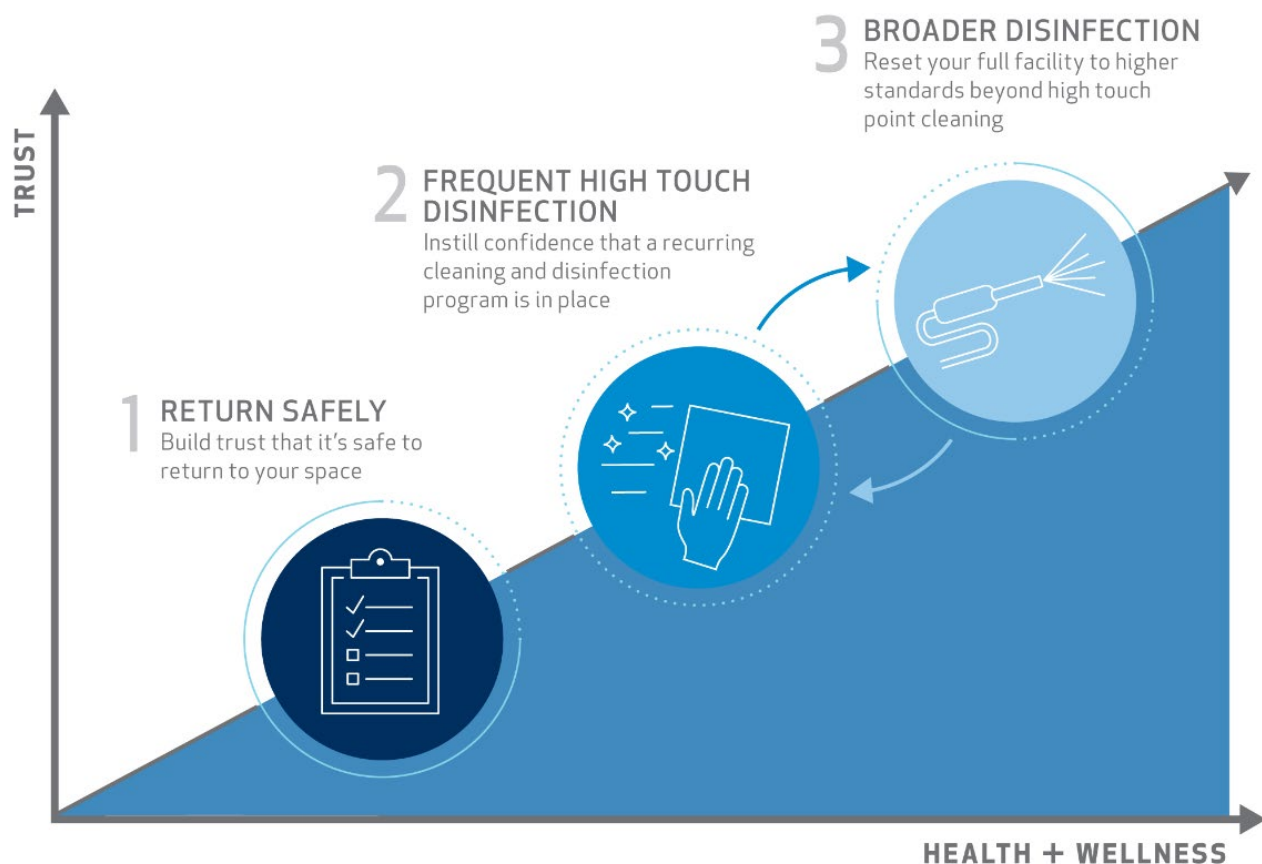 3 BROADER DISINFECTION
Reset your full facility to higher
standards beyond high touch
point cleaning
TRUST
2 FREQUENT HIGH TOUCH
DISINFECTION
Instill confidence that a recurring
cleaning and disinfection
program is in place
1 RETURN SAFELY
Build trust that it’s safe to
return to your space
HEALTH + WELLNESS